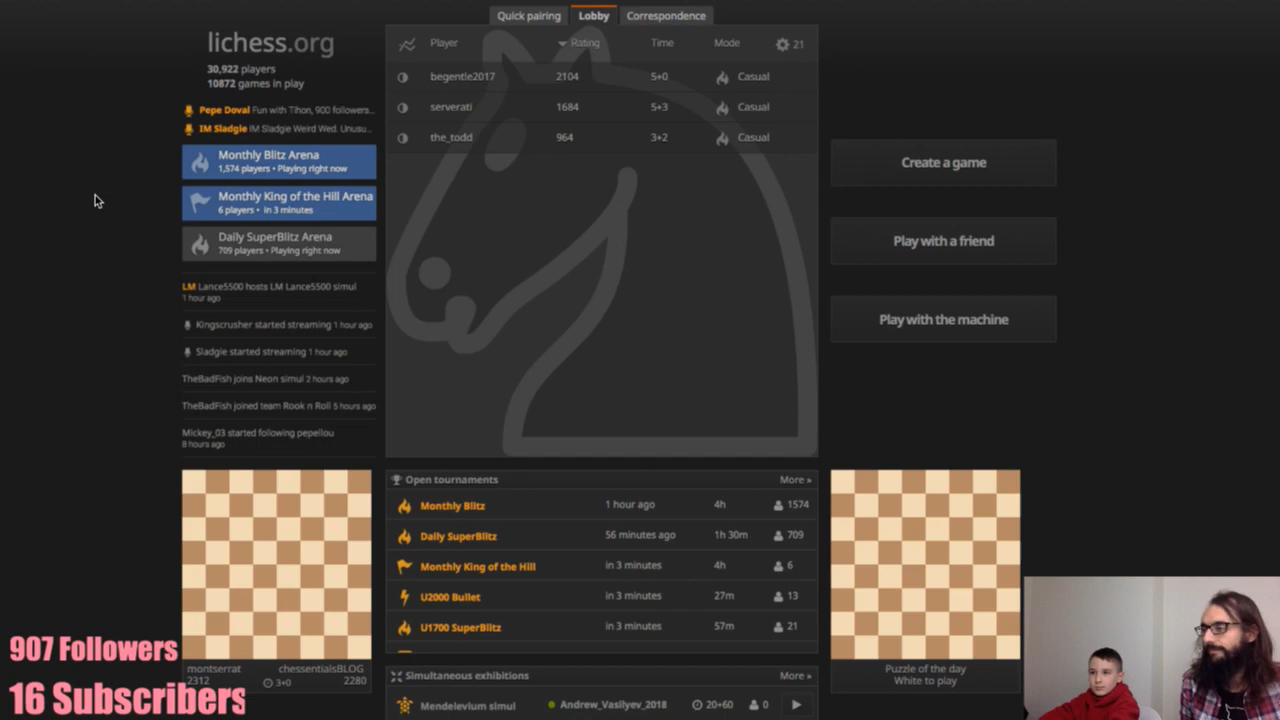 Quick pairing Lobby Correspondence
lichess.org
30,922 players
10872 games in play
Pepe Doval Fun with Tihon, 900 followers...
IM Sladgie IM Sladgie Weird Wed. Unusu...
Monthly Blitz Arena
1,574 players • Playing right now
Monthly King of the Hill Arena
6 players • in 3 minutes
Daily SuperBlitz Arena
709 players • Playing right now
LM Lance5500 hosts LM Lance5500 simul
1 hour ago
Kingscrusher started streaming 1 hour ago
Sladgie started streaming 1 hour ago
TheBadFish joins Neon simul 2 hours ago
TheBadFish joined team Rook n Roll 5 hours ago
Mickey_03 started following pepellou
8 hours ago
Player Rating Time Mode 21
begentle2017 2104 5+0 Casual
serverati 1684 5+3 Casual
the_todd 964 3+2 Casual
Create a game
Play with a friend
Play with the machine
Open tournaments More »
Monthly Blitz 1 hour ago 4h 1574
Daily SuperBlitz 56 minutes ago 1h 30m 709
Monthly King of the Hill in 3 minutes 4h 6
U2000 Bullet in 3 minutes 27m 13
U1700 SuperBlitz in 3 minutes 57m 21
Simultaneous exhibitions More »
Mendelevium simul Andrew_Vasilyev_2018 20+60 0
montserrat chessentialsBLOG
2312 3+0 2280
Puzzle of the day
White to play
907 Followers
16 Subscribers